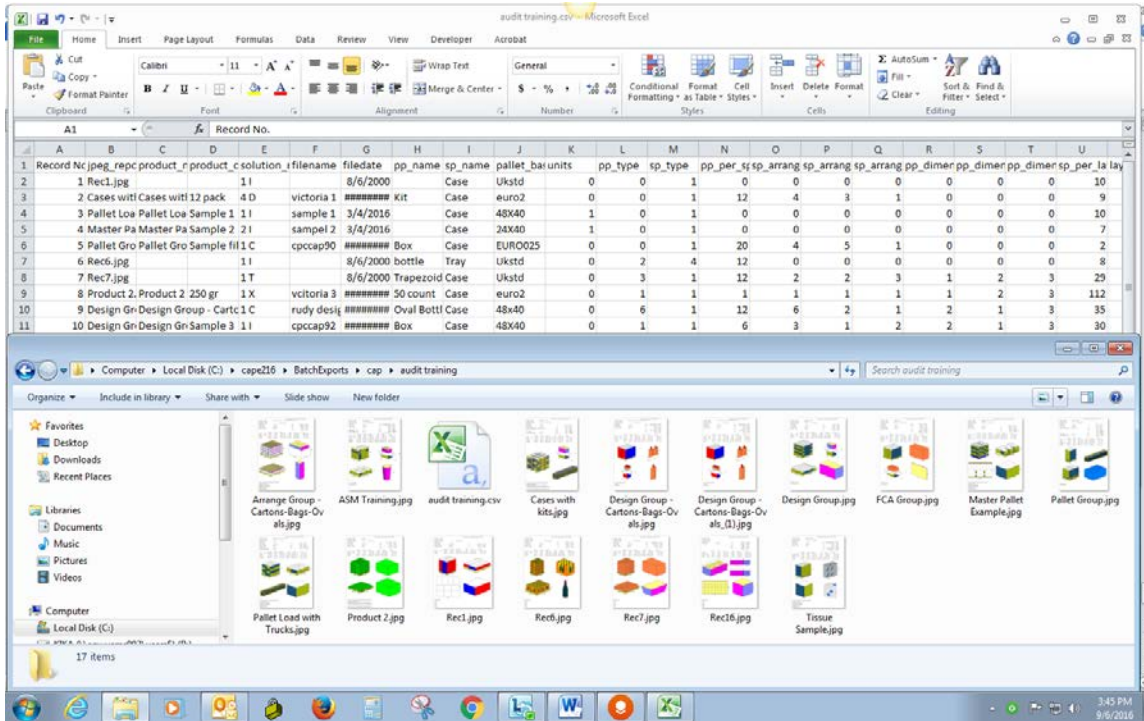 audit training.csv - Microsoft Excel
File Home Insert Page Layout Formulas Data Review View Developer Acrobat
Cut
Copy
Format Painter
Paste
Calibri 11
Wrap Text
Merge & Center
General
Conditional Formatting
Format as Table
Cell Styles
Insert Delete Format
AutoSum
Fill
Clear
Sort & Filter
Find & Select
Clipboard Font Alignment Number Styles Cells Editing
A1 fx Record No.
A B C D E F G H I J K L M N O P Q R S T U
1 Record Nc jpeg_repc product_r product_c solution_i filename filedate pp_name sp_name pallet_bas units pp_type sp_type pp_per_sp sp_arrang sp_arrang sp_arrang pp_dimer pp_dimer pp_dimer sp_per_la lay
2 1 Rec1.jpg 1 I 8/6/2000 Case Ukstd 0 0 1 0 0 0 0 0 0 0 10
3 2 Cases witl Cases witl 12 pack 4 D victoria 1 ######## Kit Case euro2 0 0 1 12 4 3 1 0 0 0 9
4 3 Pallet Loa Pallet Loa Sample 1 1 I sample 1 3/4/2016 Case 48X40 1 0 1 0 0 0 0 0 0 0 10
5 4 Master Pa Master Pa Sample 2 2 I sampel 2 3/4/2016 Case 24X40 1 0 1 0 0 0 0 0 0 0 7
6 5 Pallet Gro Pallet Gro Sample fil 1 C cpccap90 ######## Box Case EURO025 0 0 1 20 4 5 1 0 0 0 2
7 6 Rec6.jpg 1 I 8/6/2000 bottle Tray Ukstd 0 2 4 12 0 0 0 0 0 0 8
8 7 Rec7.jpg 1 T 8/6/2000 Trapezoid Case Ukstd 0 3 1 12 2 2 3 1 2 3 29
9 8 Product 2. Product 2 250 gr 1 X vcitoria 3 ######## 50 count Case euro2 0 1 1 1 1 1 1 1 2 3 112
10 9 Design Gr Design Group - Cartc 1 C rudy desig ######## Oval Bottl Case 48x40 0 6 1 12 6 2 1 2 1 3 35
11 10 Design Gr Design Gr Sample 3 1 I cpccap92 ######## Box Case 48X40 0 1 1 6 3 1 2 2 1 3 30
Computer Local Disk (C:) cape216 BatchExports cap audit training
Search audit training
Organize Include in library Share with Slide show New folder
Favorites
Desktop
Downloads
Recent Places
Libraries
Documents
Music
Pictures
Videos
Computer
Local Disk (C:)
Arrange Group - Cartons-Bags-Ovals.jpg
ASM Training.jpg
audit training.csv
Cases with kits.jpg
Design Group - Cartons-Bags-Ovals.jpg
Design Group - Cartons-Bags-Ovals_(1).jpg
Design Group.jpg
FCA Group.jpg
Master Pallet Example.jpg
Pallet Group.jpg
Pallet Load with Trucks.jpg
Product 2.jpg
Rec1.jpg
Rec6.jpg
Rec7.jpg
Rec16.jpg
Tissue Sample.jpg
17 items
3:45 PM
9/6/2016